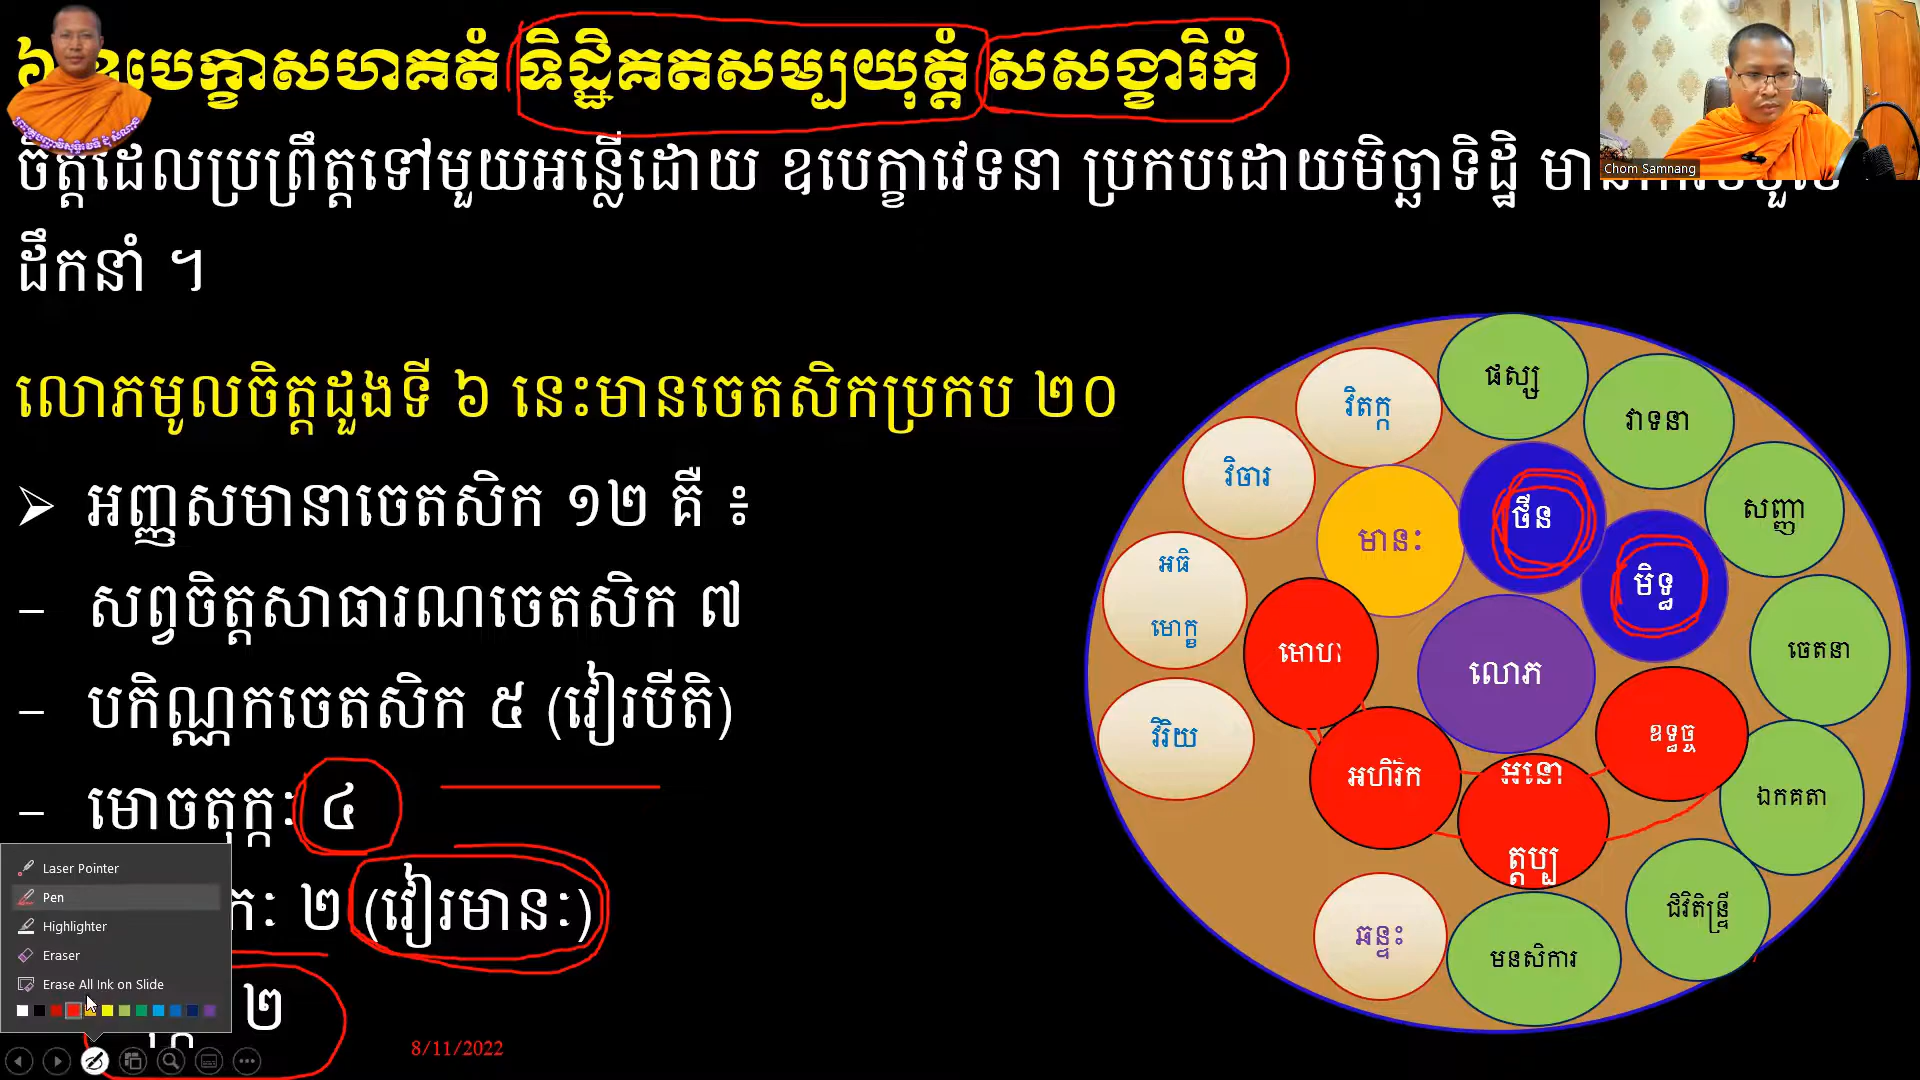 ឧបេក្ខាសហគតំ ទិដ្ឋិគតសម្បយុត្តំ សសង្ខារិកំ
Chom Samnang
ចិត្តដែលប្រព្រឹត្តទៅមួយអន្លើដោយ ឧបេក្ខាវេទនា ប្រកបដោយមិច្ឆាទិដ្ឋិ
ដឹកនាំ ។
លោភមូលចិត្តដួងទី ៦ នេះមានចេតសិកប្រកប ២០
➢ អញ្ញសមានាចេតសិក ១២ គឺ ៖
– សព្វចិត្តសាធារណចេតសិក ៧
– បកិណ្ណកចេតសិក ៥ (វៀរបីតិ)
– មោចតុក្កៈ ៤
២ (វៀរមានៈ)
២
8/11/2022
Laser Pointer
Pen
Highlighter
Eraser
Erase All Ink on Slide
ផស្ស
វិតក្ក
វាទនា
វិចារ
សញ្ញា
ថីន
មានៈ
អធិ
មោក្ខ
មិទ្ធ
ចេតនា
មោហ
លោភ
វិរិយ
ឧទ្ធច្ច
អហិរិក
អនោ
ត្តប្ប
ឯកគតា
ជិវិតិន្ទ្រី
ឆន្ទះ
មនសិការ